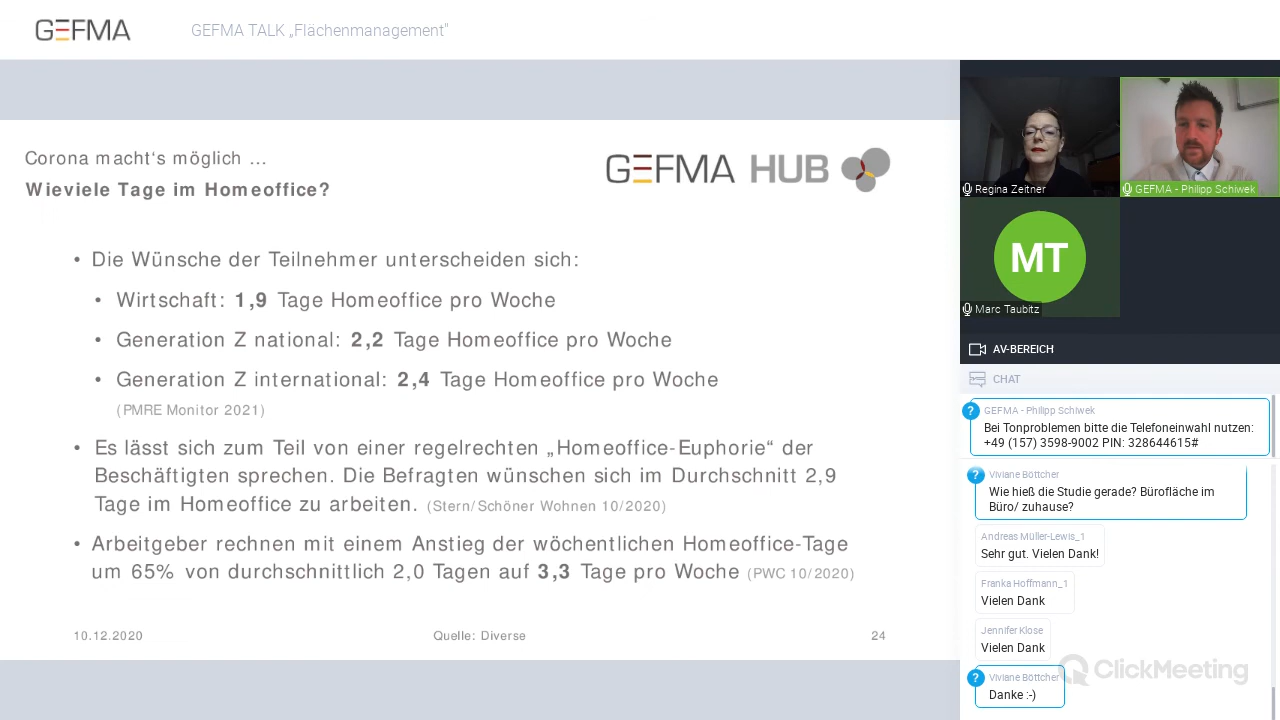 GEFMA
GEFMA TALK „Flächenmanagement"
Corona macht's möglich ...
Wieviele Tage im Homeoffice?
GEFMA HUB
• Die Wünsche der Teilnehmer unterscheiden sich:
• Wirtschaft: 1,9 Tage Homeoffice pro Woche
• Generation Z national: 2,2 Tage Homeoffice pro Woche
• Generation Z international: 2,4 Tage Homeoffice pro Woche
(PMRE Monitor 2021)
• Es lässt sich zum Teil von einer regelrechten „Homeoffice-Euphorie“ der
Beschäftigten sprechen. Die Befragten wünschen sich im Durchschnitt 2,9
Tage im Homeoffice zu arbeiten. (Stern/Schöner Wohnen 10/2020)
• Arbeitgeber rechnen mit einem Anstieg der wöchentlichen Homeoffice-Tage
um 65% von durchschnittlich 2,0 Tagen auf 3,3 Tage pro Woche (PWC 10/2020)
10.12.2020
Quelle: Diverse
24
Regina Zeitner
GEFMA - Philipp Schiwek
MT
Marc Taubitz
AV-BEREICH
CHAT
?
GEFMA - Philipp Schiwek
Bei Tonproblemen bitte die Telefoneinwahl nutzen:
+49 (157) 3598-9002 PIN: 328644615#
?
Viviane Böttcher
Wie hieß die Studie gerade? Bürofläche im
Büro/ zuhause?
Andreas Müller-Lewis_1
Sehr gut. Vielen Dank!
Franka Hoffmann_1
Vielen Dank
Jennifer Klose
Vielen Dank
?
Viviane Böttcher
Danke :-)
ClickMeeting